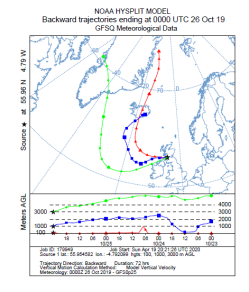 NOAA HYSPLIT MODEL
Backward trajectories ending at 0000 UTC 26 Oct 19
GFSQ Meteorological Data
Source ★ at 55.95 N 4.79 W
Meters AGL
4000
3000 3000
2000
1000 1000
100
18 12 06 00 18 12 06 00 18 12 06 00
10/25 10/24 10/23
Job ID: 179949 Job Start: Sun Apr 19 20:21:26 UTC 2020
Source 1 lat.: 55.954592 lon.: -4.792099 hgts: 100, 1000, 3000 m AGL
Trajectory Direction: Backward Duration: 72 hrs
Vertical Motion Calculation Method: Model Vertical Velocity
Meteorology: 0000Z 26 Oct 2019 - GFS0p25